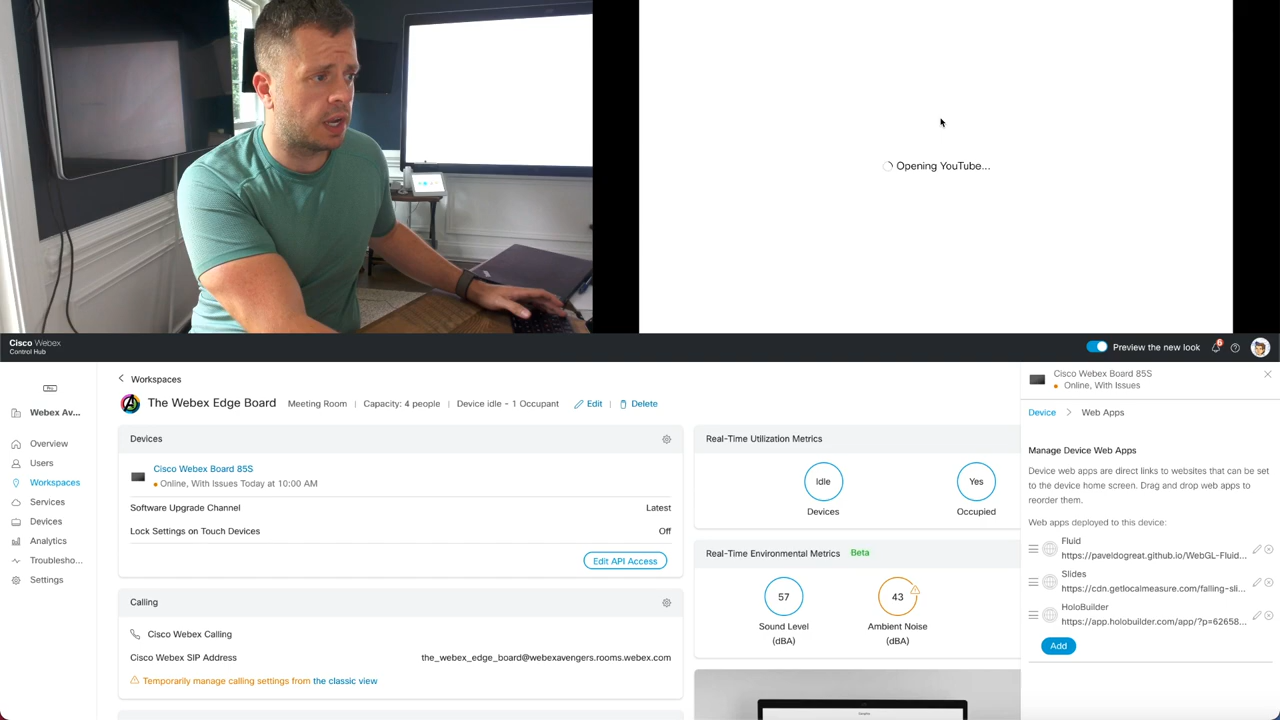 Opening YouTube...
Cisco Webex
Control Hub
Preview the new look
6
Pro
Webex Av...
Overview
Users
Workspaces
Services
Devices
Analytics
Troublesho...
Settings
Workspaces
The Webex Edge Board
Meeting Room | Capacity: 4 people | Device idle - 1 Occupant
Edit | Delete
Devices
Cisco Webex Board 85S
Online, With Issues Today at 10:00 AM
Software Upgrade Channel Latest
Lock Settings on Touch Devices Off
Edit API Access
Calling
Cisco Webex Calling
Cisco Webex SIP Address the_webex_edge_board@webexavengers.rooms.webex.com
Temporarily manage calling settings from the classic view
Real-Time Utilization Metrics
Idle Yes
Devices Occupied
Real-Time Environmental Metrics Beta
57 43
Sound Level Ambient Noise
(dBA) (dBA)
Cisco Webex Board 85S
Online, With Issues
Device > Web Apps
Manage Device Web Apps
Device web apps are direct links to websites that can be set
to the device home screen. Drag and drop web apps to
reorder them.
Web apps deployed to this device:
Fluid
https://paveldogreat.github.io/WebGL-Fluid...
Slides
https://cdn.getlocalmeasure.com/falling-sli...
HoloBuilder
https://app.holobuilder.com/app/?p=62658...
Add